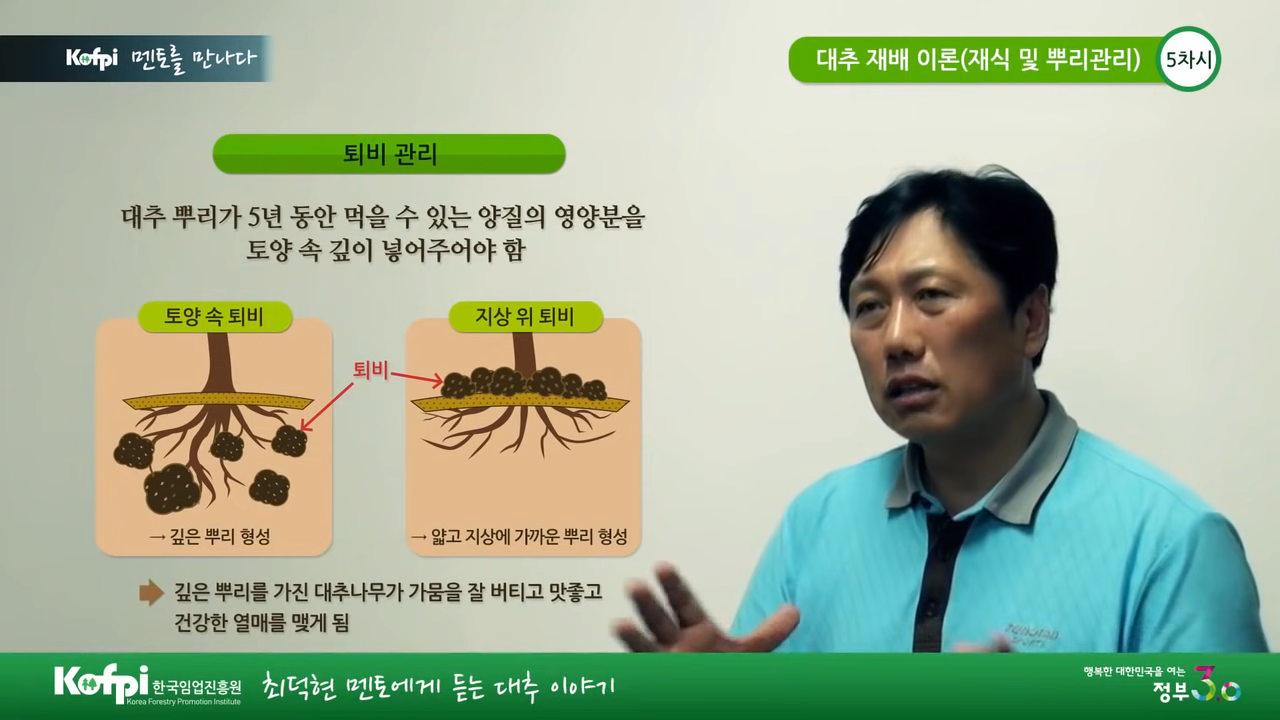 Kofpi 멘토를 만나다
대추 재배 이론(재식 및 뿌리관리)
5차시
퇴비 관리
대추 뿌리가 5년 동안 먹을 수 있는 양질의 영양분을
토양 속 깊이 넣어주어야 함
토양 속 퇴비
지상 위 퇴비
퇴비
→ 깊은 뿌리 형성
→ 얇고 지상에 가까운 뿌리 형성
깊은 뿌리를 가진 대추나무가 가뭄을 잘 버티고 맛좋고
건강한 열매를 맺게 됨
Kofpi 한국임업진흥원
Korea Forestry Promotion Institute
최덕현 멘토에게 듣는 대추 이야기
행복한 대한민국을 여는
정부3.0